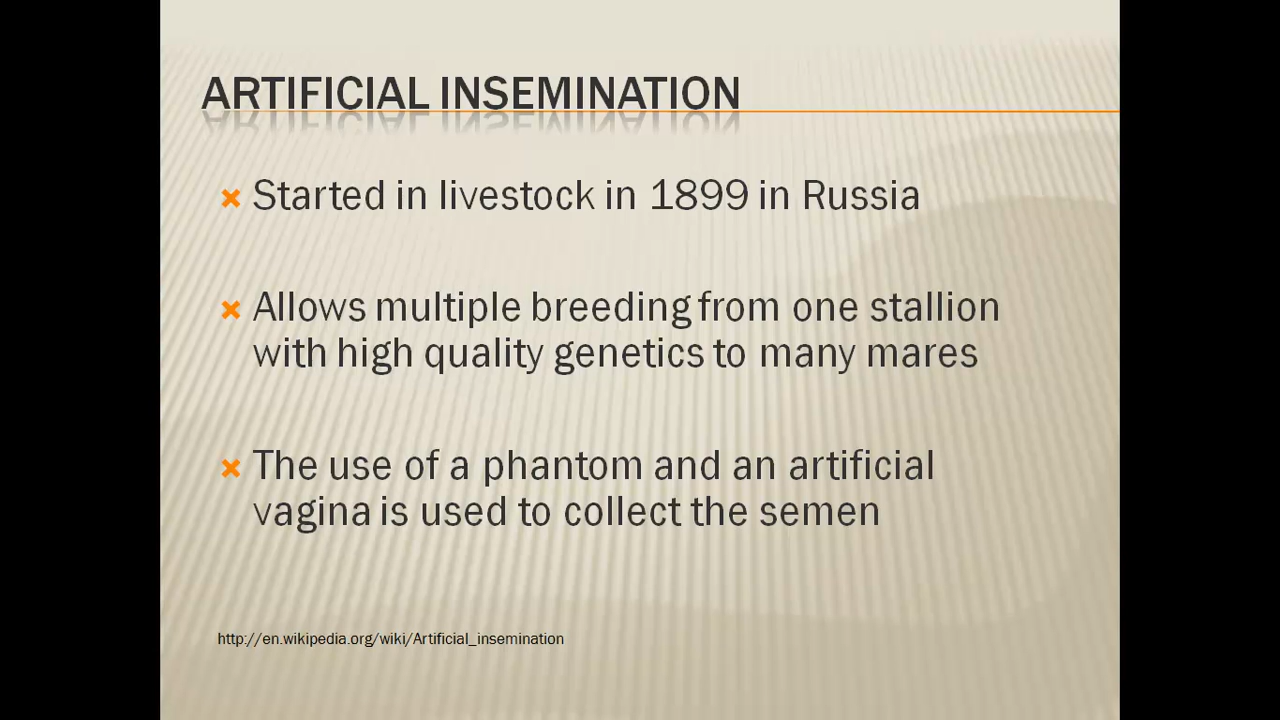 ARTIFICIAL INSEMINATION
Started in livestock in 1899 in Russia
Allows multiple breeding from one stallion
with high quality genetics to many mares
The use of a phantom and an artificial
vagina is used to collect the semen
http://en.wikipedia.org/wiki/Artificial_insemination